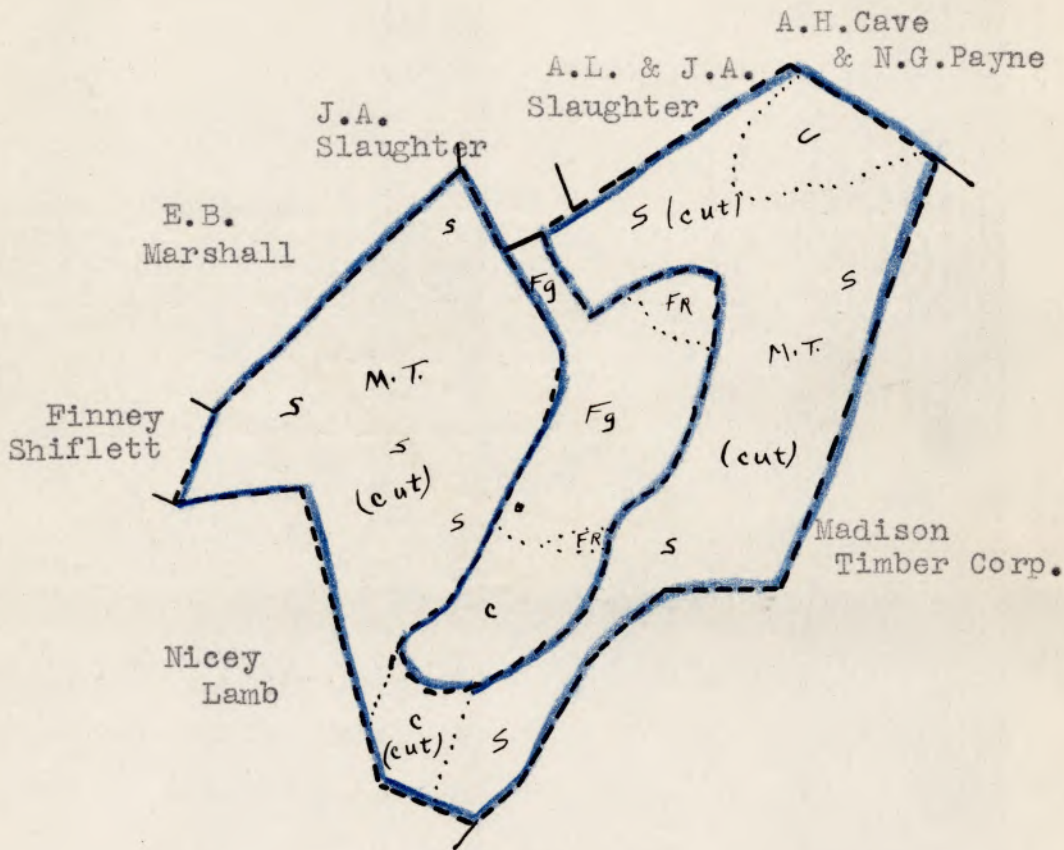 A.H.Cave
& N.G.Payne
A.L. & J.A.
Slaughter
J.A.
Slaughter
E.B.
Marshall
C
S (cut)
S
S
Fg
FR
M.T.
M.T.
Fg
S
Finney
Shiflett
S
(cut)
(cut)
S
FR
S
Madison
Timber Corp.
C
Nicey
Lamb
C
(cut)
S